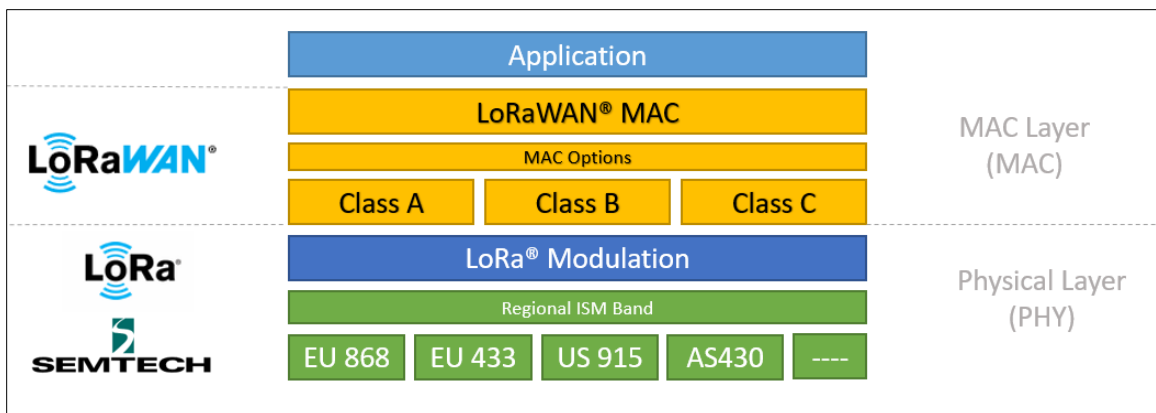 Application
LoRaWAN® MAC
MAC Options
Class A Class B Class C
LoRaWAN®
MAC Layer
(MAC)
LoRa® Modulation
Regional ISM Band
EU 868 EU 433 US 915 AS430 ----
LoRa®
SEMTECH
Physical Layer
(PHY)